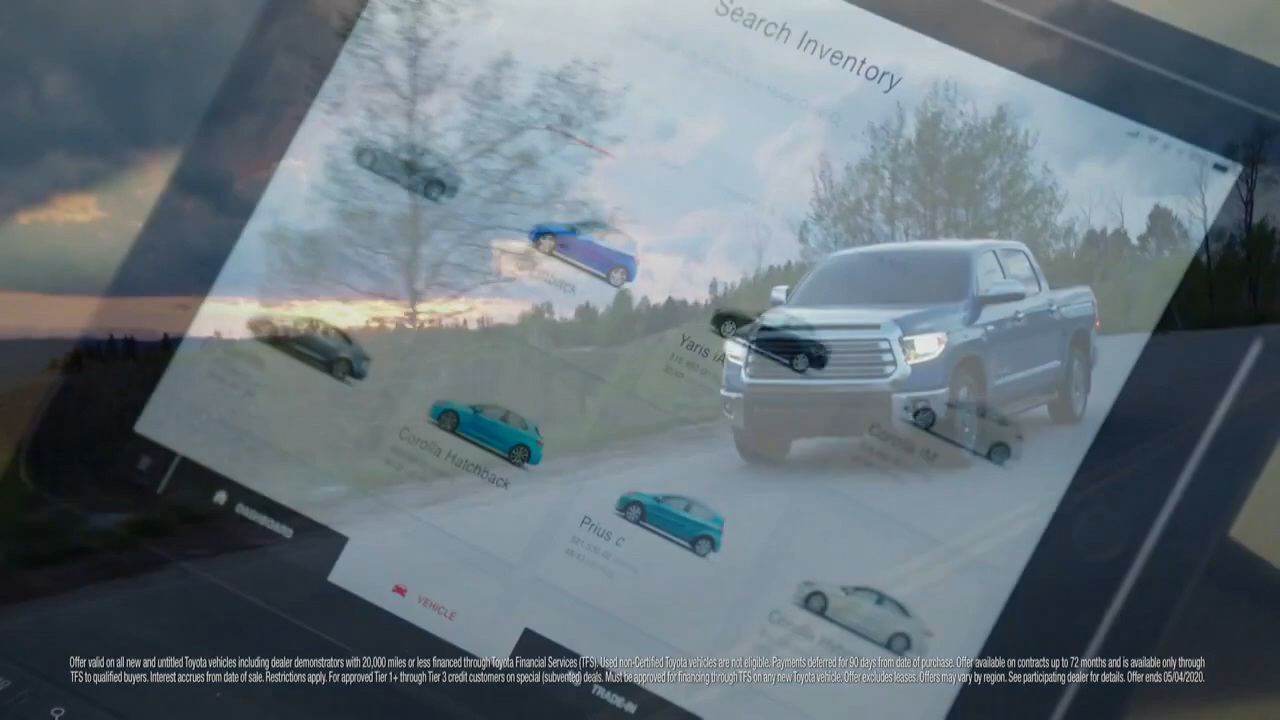 Search Inventory
Yaris iA
Corolla Hatchback
Prius c
DASHBOARD
VEHICLE
TRADE-IN
Offer valid on all new and untitled Toyota vehicles including dealer demonstrators with 20,000 miles or less financed through Toyota Financial Services (TFS). Used non-Certified Toyota vehicles are not eligible. Payments deferred for 90 days from date of purchase. Offer available on contracts up to 72 months and is available only through
TFS to qualified buyers. Interest accrues from date of sale. Restrictions apply. For approved Tier 1+ through Tier 3 credit customers on special (subvented) deals. Must be approved for financing through TFS on any new Toyota vehicle. Offer excludes leases. Offers may vary by region. See participating dealer for details. Offer ends 05/04/2020.